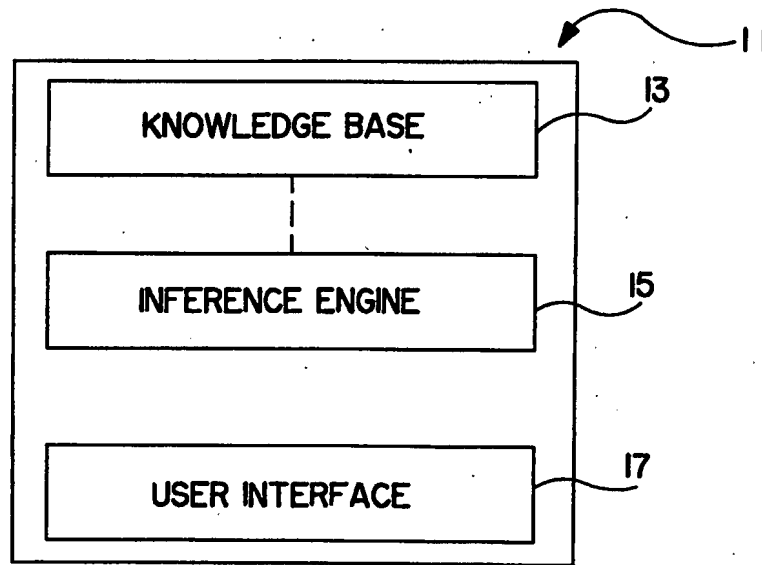 11
KNOWLEDGE BASE
13
INFERENCE ENGINE
15
USER INTERFACE
17